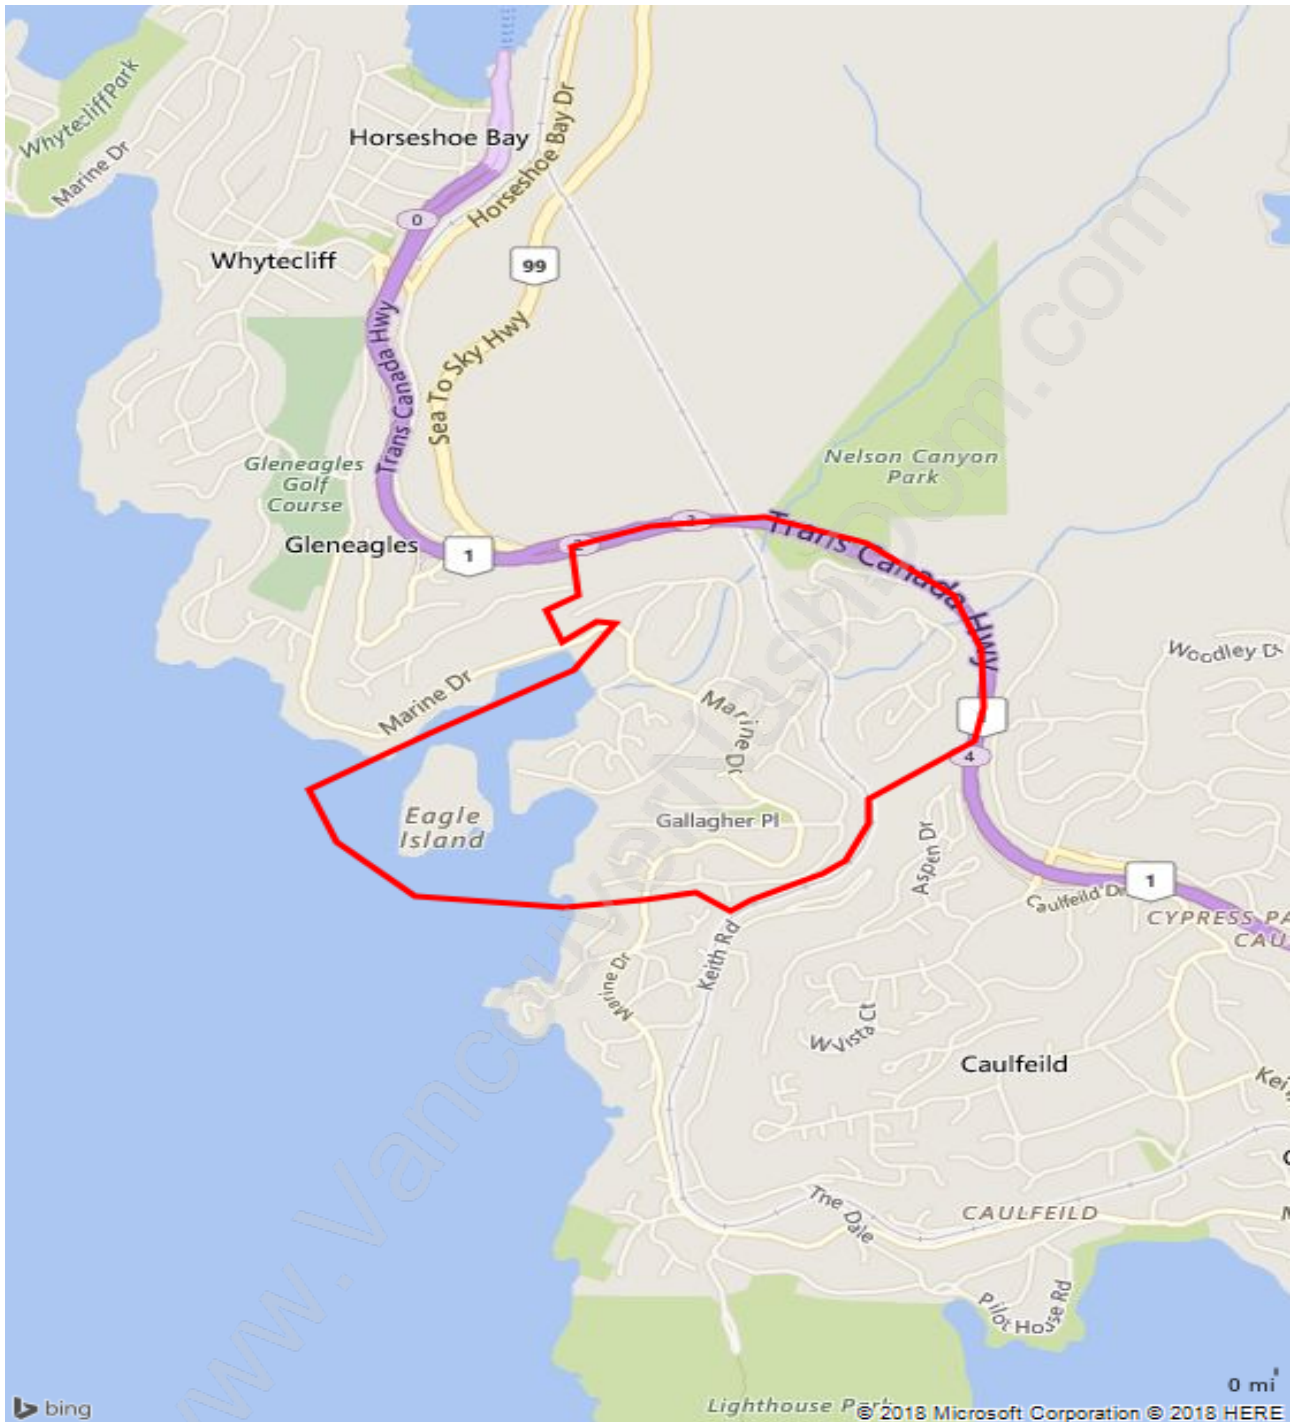 Whytecliff Park
Marine Dr
Horseshoe Bay
Horseshoe Bay Dr
0
Whytecliff
99
Trans Canada Hwy
Sea To Sky Hwy
Gleneagles
Golf
Course
Nelson Canyon
Park
Gleneagles
1
2
Trans Canada Hwy
Woodley Dr
Marine Dr
Marine Dr
4
Eagle
Island
Gallagher Pl
Aspen Dr
1
Caulfeild Dr
CYPRESS PA
CAU
Keith Rd
Marine Dr
W Vista Ct
Caulfeild
Kei
The Dale
CAULFEILD
Pilot House Rd
0 mi
bing
Lighthouse Park
© 2018 Microsoft Corporation © 2018 HERE
www.VancouverNashBoom.com